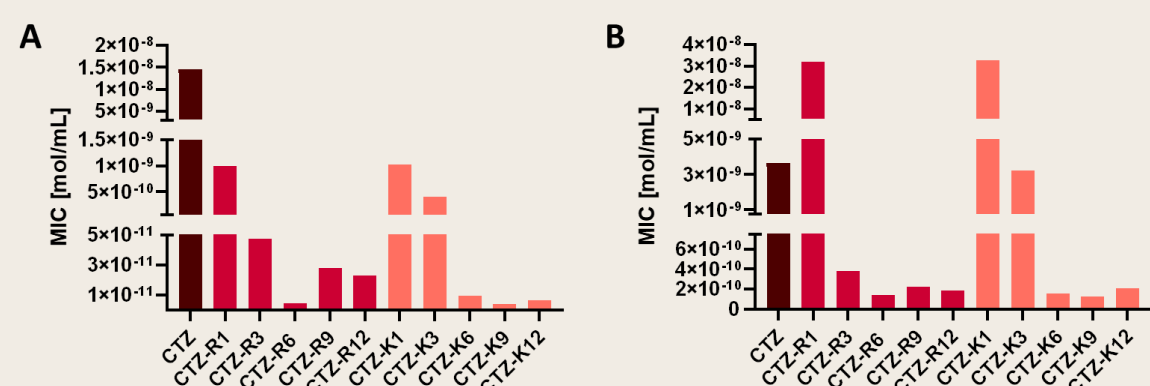 A
MIC [mol/mL]
2×10⁻⁸
1.5×10⁻⁸
1×10⁻⁸
5×10⁻⁹
1.5×10⁻⁹
1×10⁻⁹
5×10⁻¹⁰
5×10⁻¹¹
3×10⁻¹¹
1×10⁻¹¹
CTZ
CTZ-R1
CTZ-R3
CTZ-R6
CTZ-R9
CTZ-R12
CTZ-K1
CTZ-K3
CTZ-K6
CTZ-K9
CTZ-K12
B
MIC [mol/mL]
4×10⁻⁸
3×10⁻⁸
2×10⁻⁸
1×10⁻⁸
5×10⁻⁹
3×10⁻⁹
1×10⁻⁹
6×10⁻¹⁰
4×10⁻¹⁰
2×10⁻¹⁰
0
CTZ
CTZ-R1
CTZ-R3
CTZ-R6
CTZ-R9
CTZ-R12
CTZ-K1
CTZ-K3
CTZ-K6
CTZ-K9
CTZ-K12